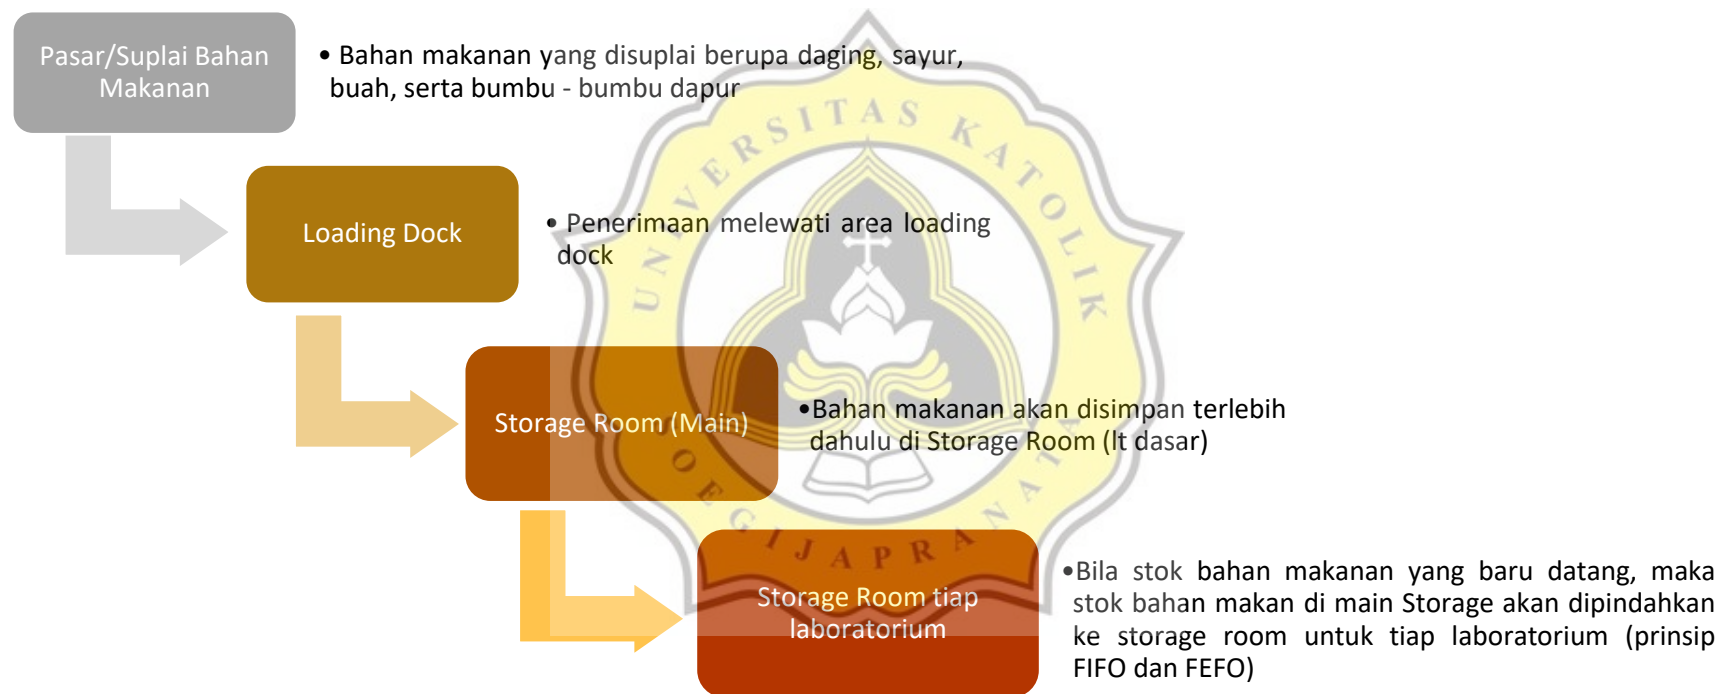 Pasar/Suplai Bahan
Makanan
• Bahan makanan yang disuplai berupa daging, sayur,
buah, serta bumbu - bumbu dapur
Loading Dock
• Penerimaan melewati area loading
dock
Storage Room (Main)
•Bahan makanan akan disimpan terlebih
dahulu di Storage Room (lt dasar)
Storage Room tiap
laboratorium
•Bila stok bahan makanan yang baru datang, maka
stok bahan makan di main Storage akan dipindahkan
ke storage room untuk tiap laboratorium (prinsip
FIFO dan FEFO)
UNIVERSITAS KATOLIK
SOEGIJAPRANATA